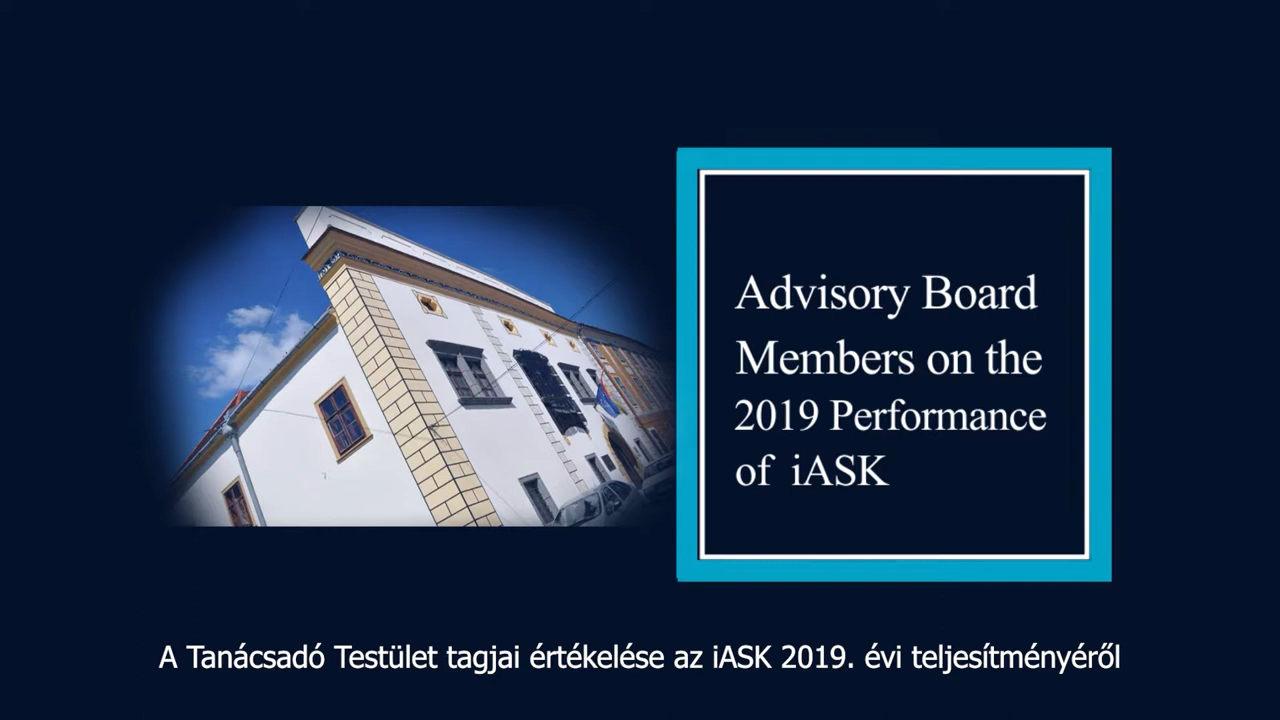 Advisory Board
Members on the
2019 Performance
of iASK
A Tanácsadó Testület tagjai értékelése az iASK 2019. évi teljesítményéről